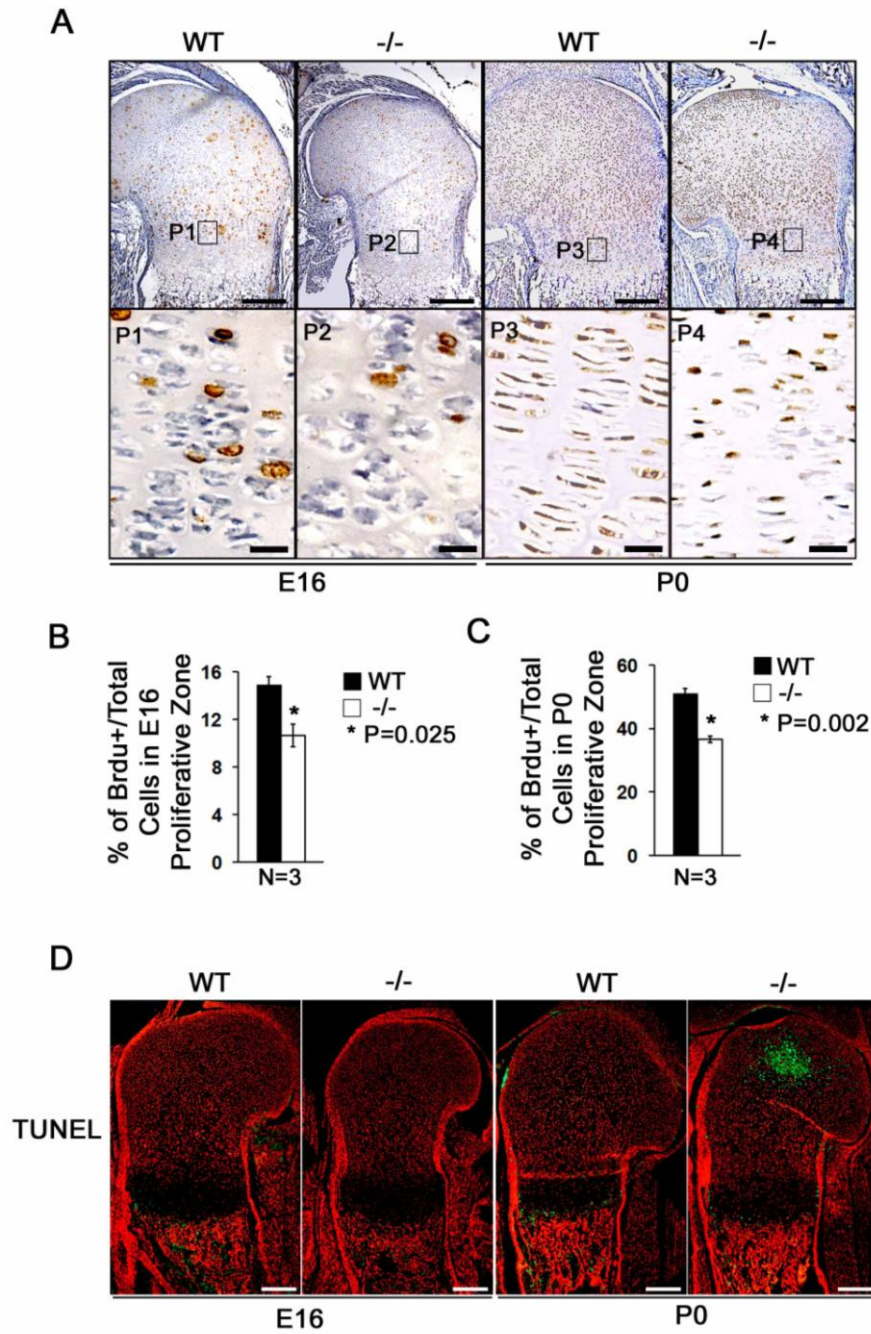 A
WT -/- WT -/-
P1 P2 P3 P4
P1 P2 P3 P4
E16 P0
B
% of Brdu+/Total
Cells in E16
Proliferative Zone
16
12
8
4
0
N=3
WT
-/-
* P=0.025
*
C
% of Brdu+/Total
Cells in P0
Proliferative Zone
60
40
20
0
N=3
WT
-/-
* P=0.002
*
D
WT -/- WT -/-
TUNEL
E16 P0